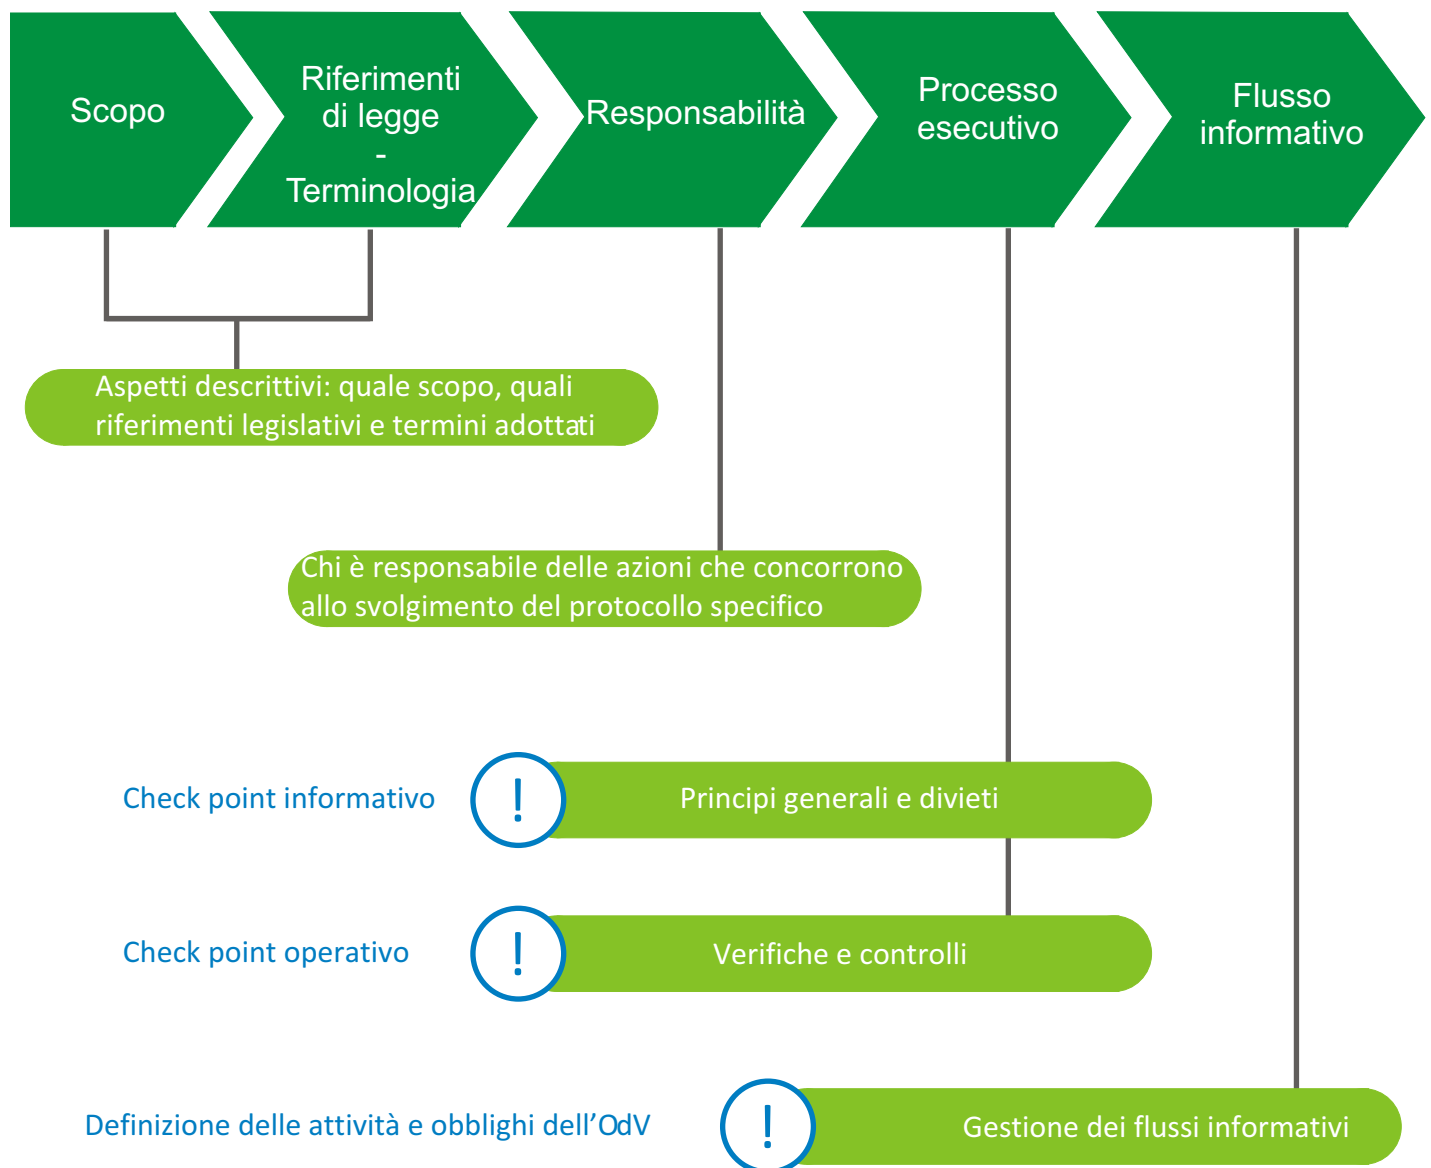 Scopo
Riferimenti
di legge
-
Terminologia
Responsabilità
Processo
esecutivo
Flusso
informativo
Aspetti descrittivi: quale scopo, quali
riferimenti legislativi e termini adottati
Chi è responsabile delle azioni che concorrono
allo svolgimento del protocollo specifico
Check point informativo
!
Principi generali e divieti
Check point operativo
!
Verifiche e controlli
Definizione delle attività e obblighi dell’OdV
!
Gestione dei flussi informativi